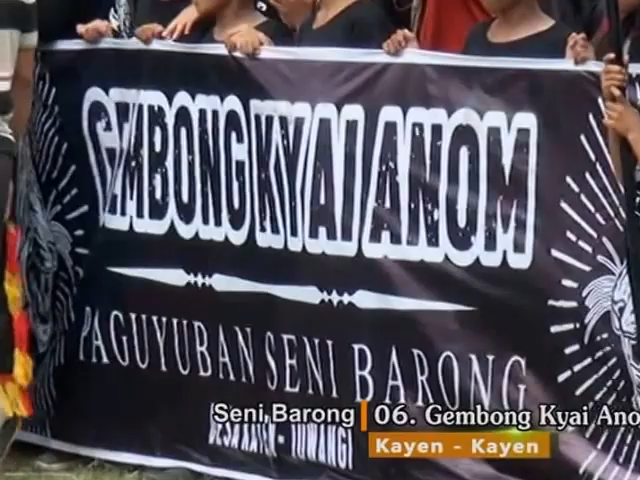 GEMBONG KYAI ANOM
PAGUYUBAN SENI BARONG
Seni Barong
06. Gembong Kyai Ano
Kayen - Kayen